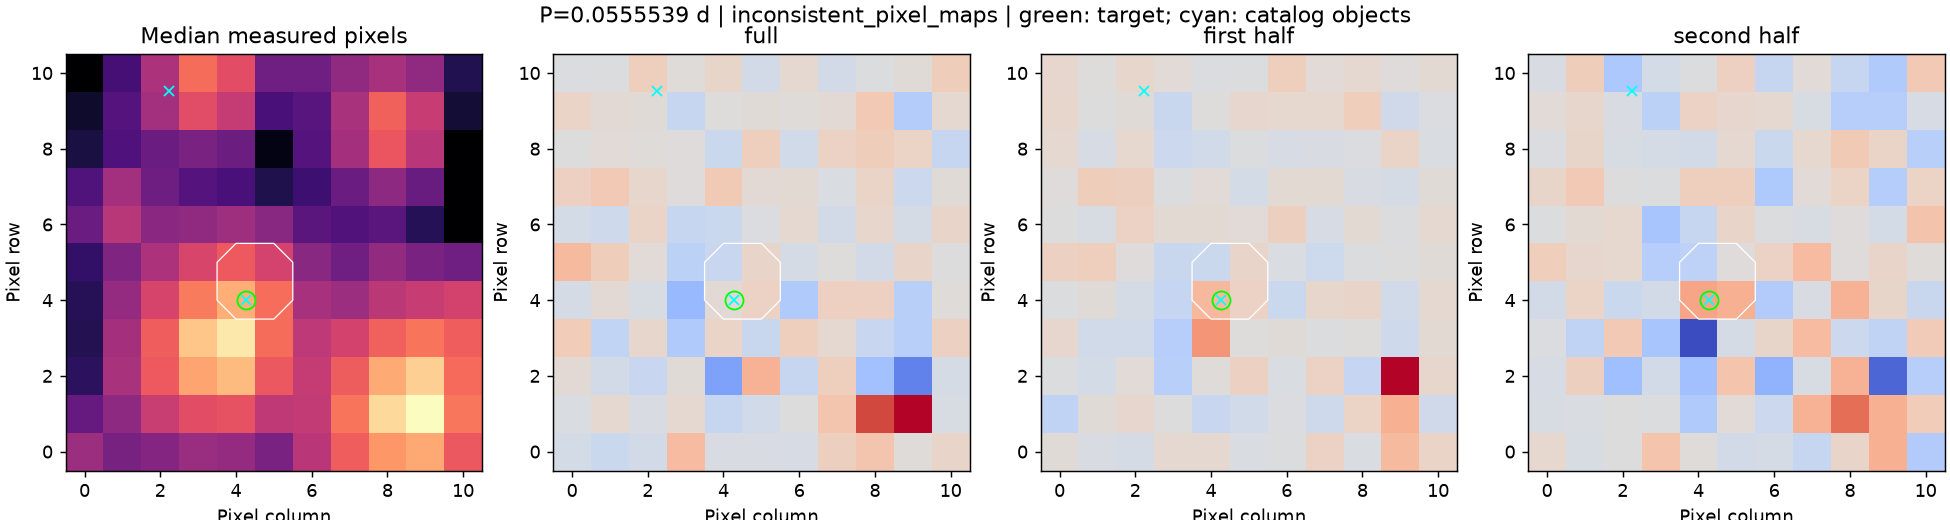 P=0.0555539 d | inconsistent_pixel_maps | green: target; cyan: catalog objects
Median measured pixels
full
first half
second half
Pixel row
10
8
6
4
2
0
0 2 4 6 8 10
Pixel column
Pixel row
10
8
6
4
2
0
0 2 4 6 8 10
Pixel column
Pixel row
10
8
6
4
2
0
0 2 4 6 8 10
Pixel column
Pixel row
10
8
6
4
2
0
0 2 4 6 8 10
Pixel column